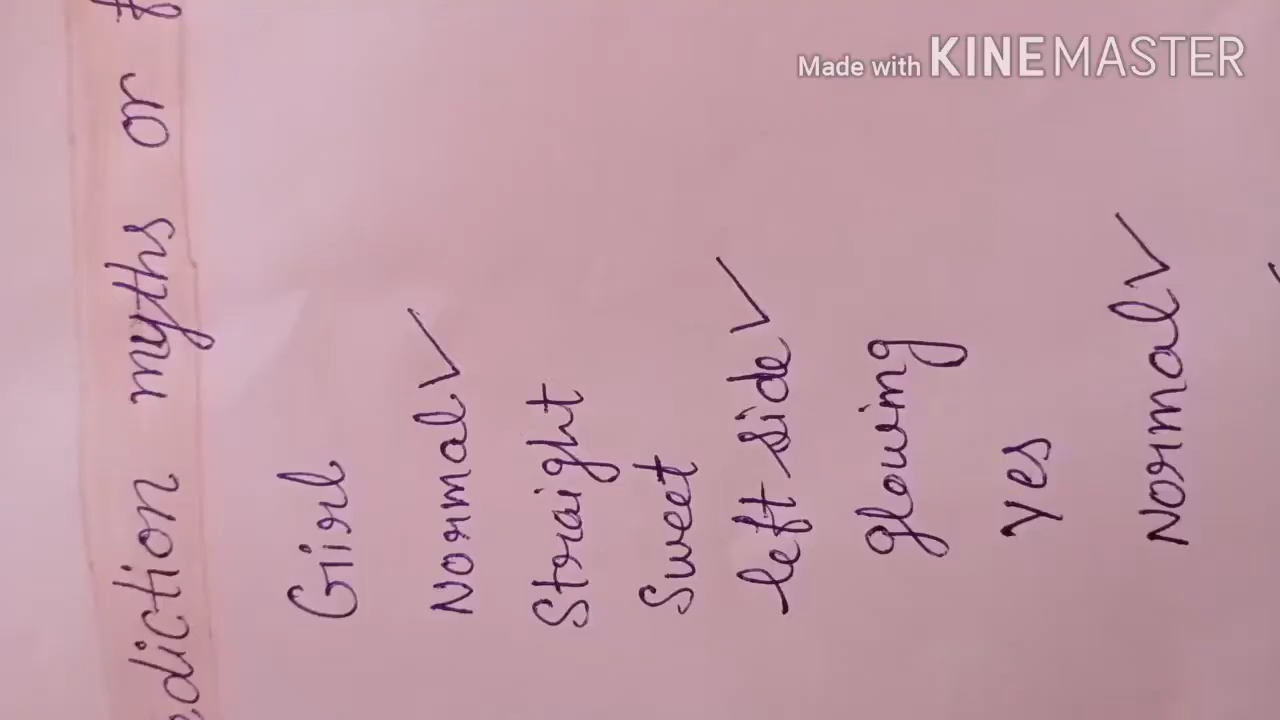 Made with KINEMASTER
ediction myths or f
Girl
Normal ✓
Straight
Sweet
left side ✓
glowing
Yes
Normal ✓